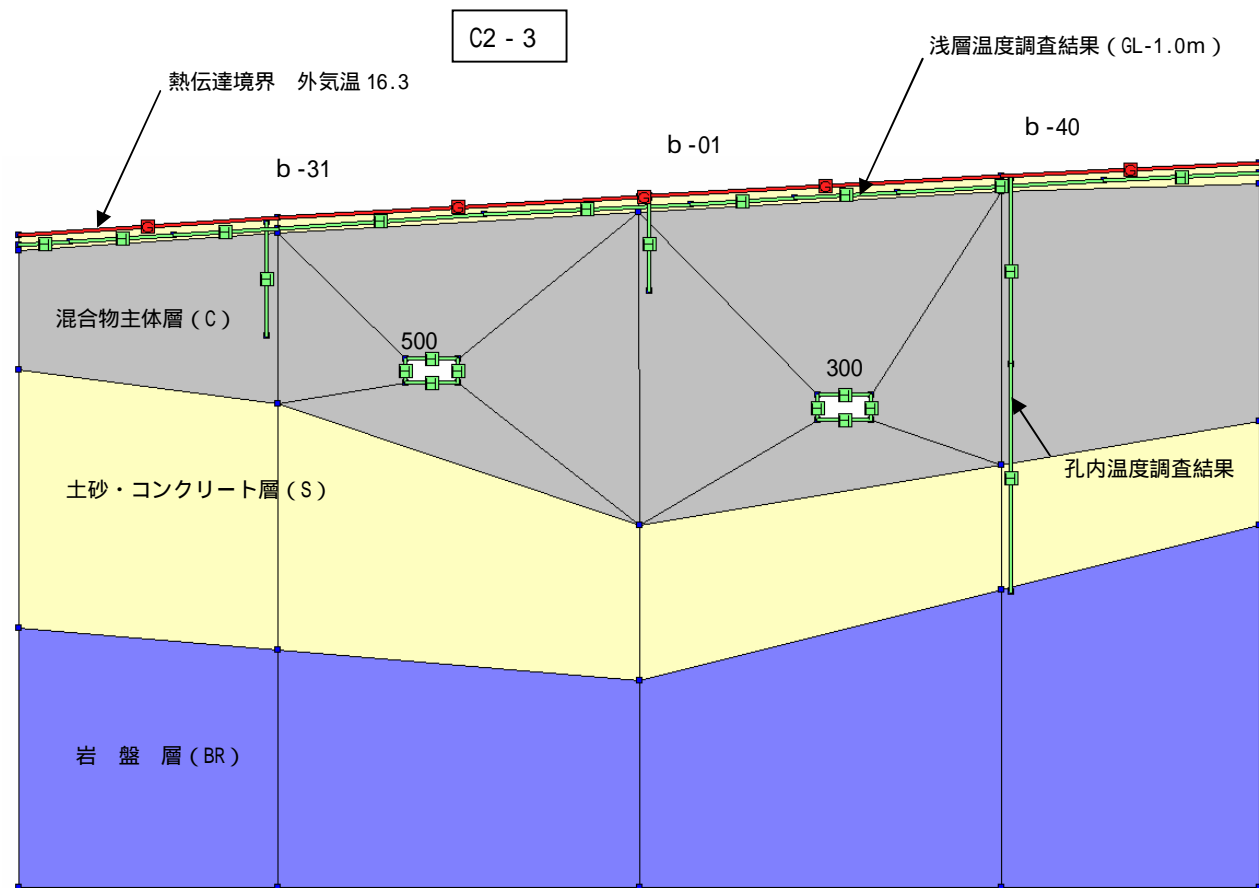 C2 - 3
浅層温度調査結果（GL-1.0m）
熱伝達境界　外気温 16.3
b -40
b -01
b -31
混合物主体層（C）
500
300
孔内温度調査結果
土砂・コンクリート層（S）
岩　盤　層（BR）